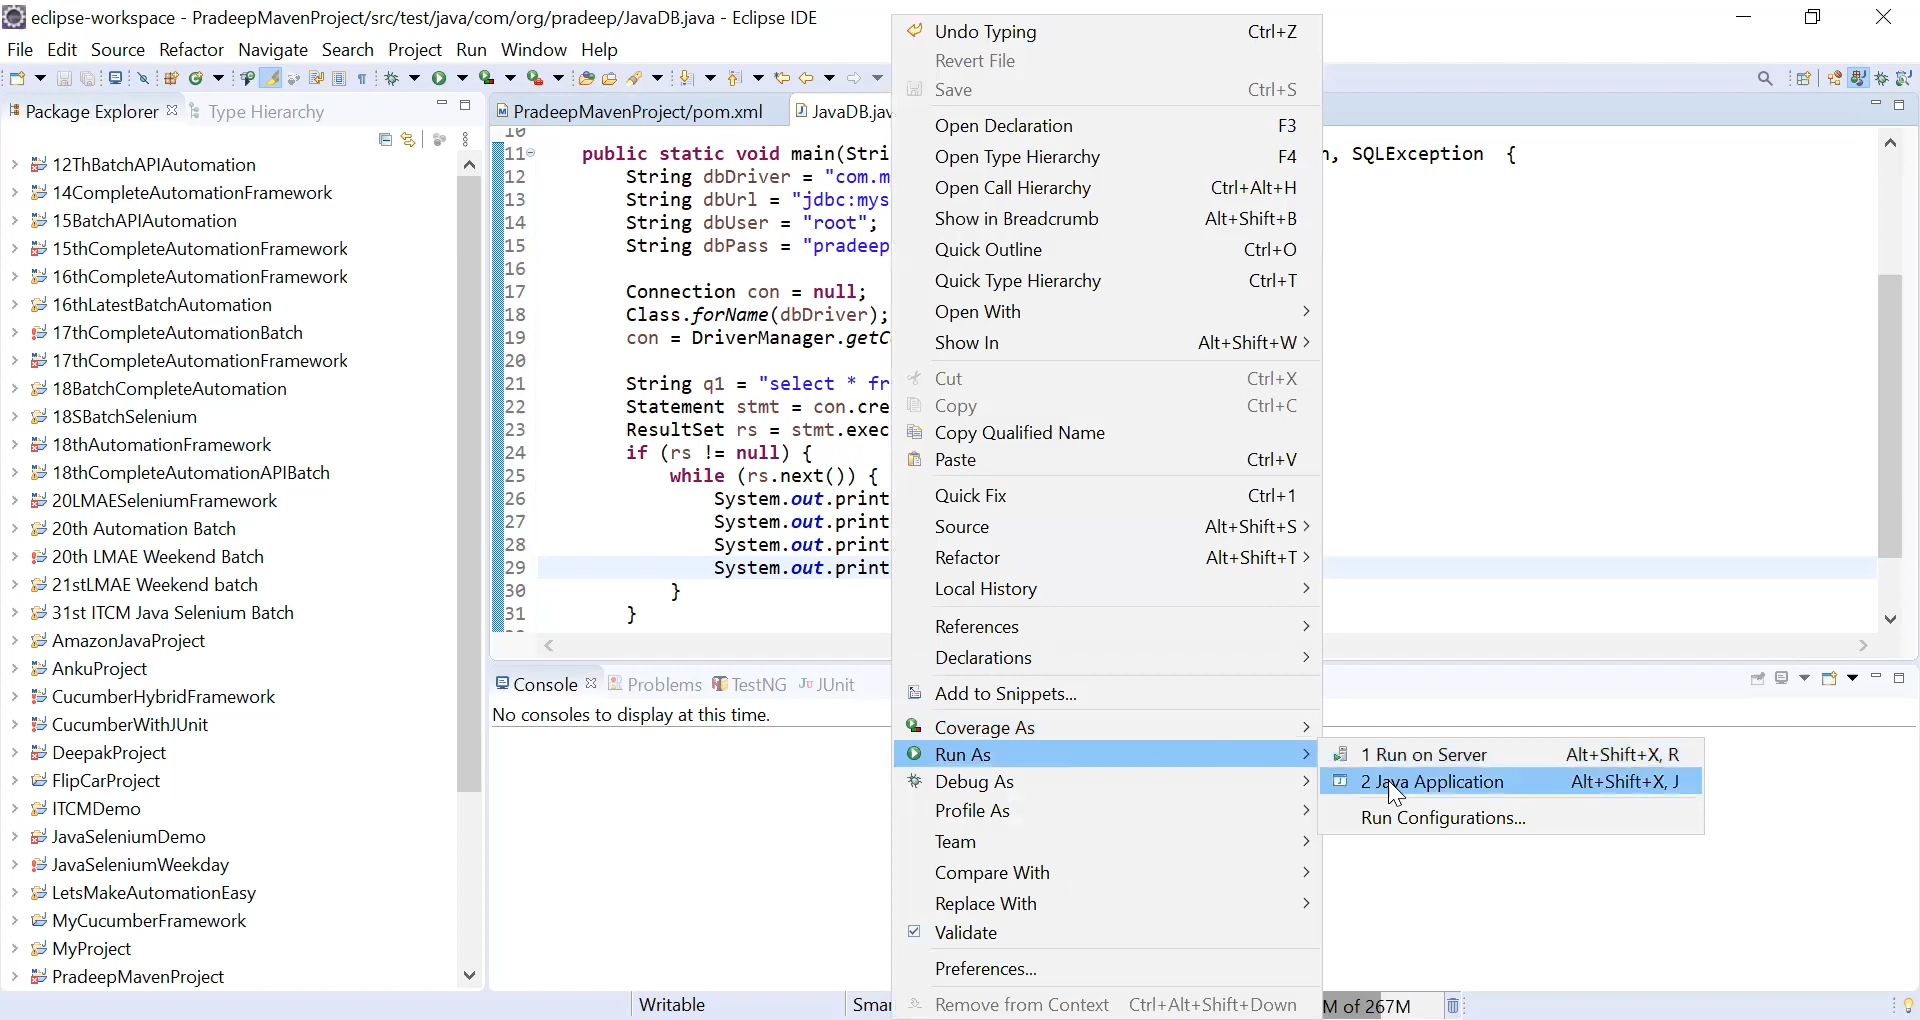 eclipse-workspace - PradeepMavenProject/src/test/java/com/org/pradeep/JavaDB.java - Eclipse IDE
File Edit Source Refactor Navigate Search Project Run Window Help
Package Explorer
Type Hierarchy
12ThBatchAPIAutomation
14CompleteAutomationFramework
15BatchAPIAutomation
15thCompleteAutomationFramework
16thCompleteAutomationFramework
16thLatestBatchAutomation
17thCompleteAutomationBatch
17thCompleteAutomationFramework
18BatchCompleteAutomation
18SBatchSelenium
18thAutomationFramework
18thCompleteAutomationAPIBatch
20LMAESeleniumFramework
20th Automation Batch
20th LMAE Weekend Batch
21stLMAE Weekend batch
31st ITCM Java Selenium Batch
AmazonJavaProject
AnkuProject
CucumberHybridFramework
CucumberWithJUnit
DeepakProject
FlipCarProject
ITCMDemo
JavaSeleniumDemo
JavaSeleniumWeekday
LetsMakeAutomationEasy
MyCucumberFramework
MyProject
PradeepMavenProject
PradeepMavenProject/pom.xml
JavaDB.jav
10
11 public static void main(Stri , SQLException {
12 String dbDriver = "com.m
13 String dbUrl = "jdbc:mys
14 String dbUser = "root";
15 String dbPass = "pradeep
16
17 Connection con = null;
18 Class.forName(dbDriver);
19 con = DriverManager.getC
20
21 String q1 = "select * fr
22 Statement stmt = con.cre
23 ResultSet rs = stmt.exec
24 if (rs != null) {
25 while (rs.next()) {
26 System.out.print
27 System.out.print
28 System.out.print
29 System.out.print
30 }
31 }
Console Problems TestNG JUnit
No consoles to display at this time.
Undo Typing Ctrl+Z
Revert File
Save Ctrl+S
Open Declaration F3
Open Type Hierarchy F4
Open Call Hierarchy Ctrl+Alt+H
Show in Breadcrumb Alt+Shift+B
Quick Outline Ctrl+O
Quick Type Hierarchy Ctrl+T
Open With >
Show In Alt+Shift+W >
Cut Ctrl+X
Copy Ctrl+C
Copy Qualified Name
Paste Ctrl+V
Quick Fix Ctrl+1
Source Alt+Shift+S >
Refactor Alt+Shift+T >
Local History >
References >
Declarations >
Add to Snippets...
Coverage As >
Run As >
Debug As >
Profile As >
Team >
Compare With >
Replace With >
Validate
Preferences...
Remove from Context Ctrl+Alt+Shift+Down
1 Run on Server Alt+Shift+X, R
2 Java Application Alt+Shift+X, J
Run Configurations...
Writable
Smar
M of 267M